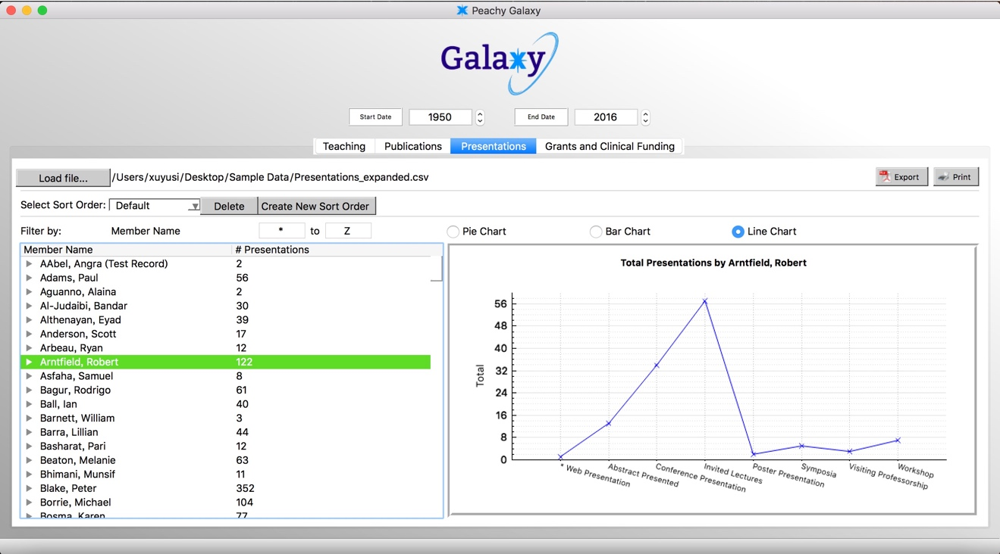 Peachy Galaxy
Galaxy
Start Date 1950 End Date 2016
Teaching Publications Presentations Grants and Clinical Funding
Load file... /Users/xuyusi/Desktop/Sample Data/Presentations_expanded.csv Export Print
Select Sort Order: Default Delete Create New Sort Order
Filter by: Member Name * to Z Pie Chart Bar Chart Line Chart
Member Name # Presentations
AAbel, Angra (Test Record) 2
Adams, Paul 56
Aguanno, Alaina 2
Al-Judaibi, Bandar 30
Althenayan, Eyad 39
Anderson, Scott 17
Arbeau, Ryan 12
Arntfield, Robert 122
Asfaha, Samuel 8
Bagur, Rodrigo 61
Ball, Ian 40
Barnett, William 3
Barra, Lillian 44
Basharat, Pari 12
Beaton, Melanie 63
Bhimani, Munsif 11
Blake, Peter 352
Borrie, Michael 104
Bosma, Karen 77
Total Presentations by Arntfield, Robert
Total
56
48
40
32
24
16
8
0
* Web Presentation
Abstract Presented
Conference Presentation
Invited Lectures
Poster Presentation
Symposia
Visiting Professorship
Workshop